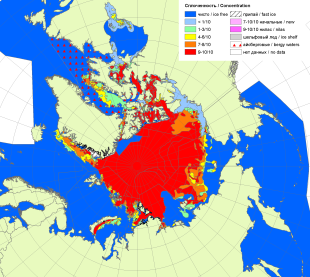 Сплоченность / Concentration
чисто / ice free
< 1/10
1-3/10
4-6/10
7-8/10
9-10/10
припай / fast ice
7-10/10 начальные / new
9-10/10 нилас / nilas
шельфовый лед / ice shelf
айсберговые / bergy waters
нет данных / no data